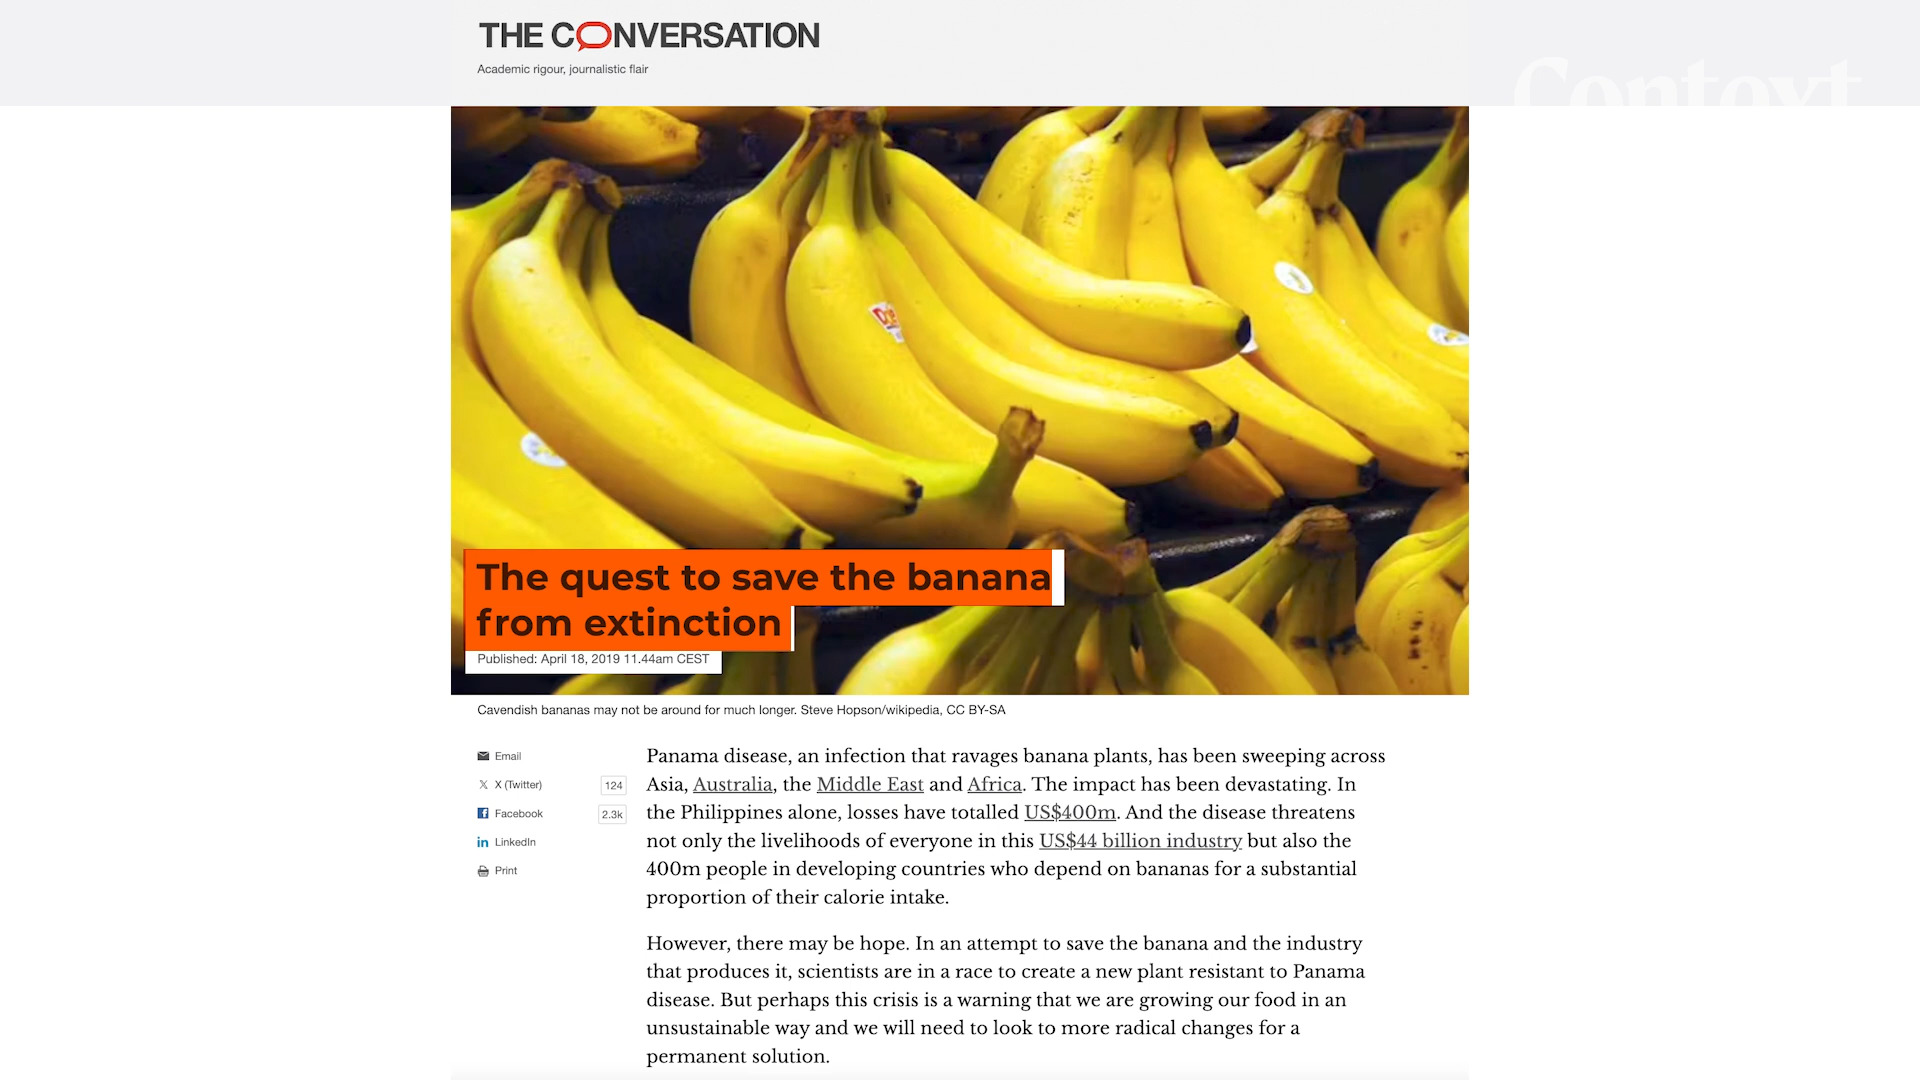 THE CONVERSATION
Academic rigour, journalistic flair
Context
Dole
The quest to save the banana
from extinction
Published: April 18, 2019 11.44am CEST
Cavendish bananas may not be around for much longer. Steve Hopson/wikipedia, CC BY-SA
Email
X (Twitter)
124
Facebook
2.3k
LinkedIn
Print
Panama disease, an infection that ravages banana plants, has been sweeping across
Asia, Australia, the Middle East and Africa. The impact has been devastating. In
the Philippines alone, losses have totalled US$400m. And the disease threatens
not only the livelihoods of everyone in this US$44 billion industry but also the
400m people in developing countries who depend on bananas for a substantial
proportion of their calorie intake.
However, there may be hope. In an attempt to save the banana and the industry
that produces it, scientists are in a race to create a new plant resistant to Panama
disease. But perhaps this crisis is a warning that we are growing our food in an
unsustainable way and we will need to look to more radical changes for a
permanent solution.